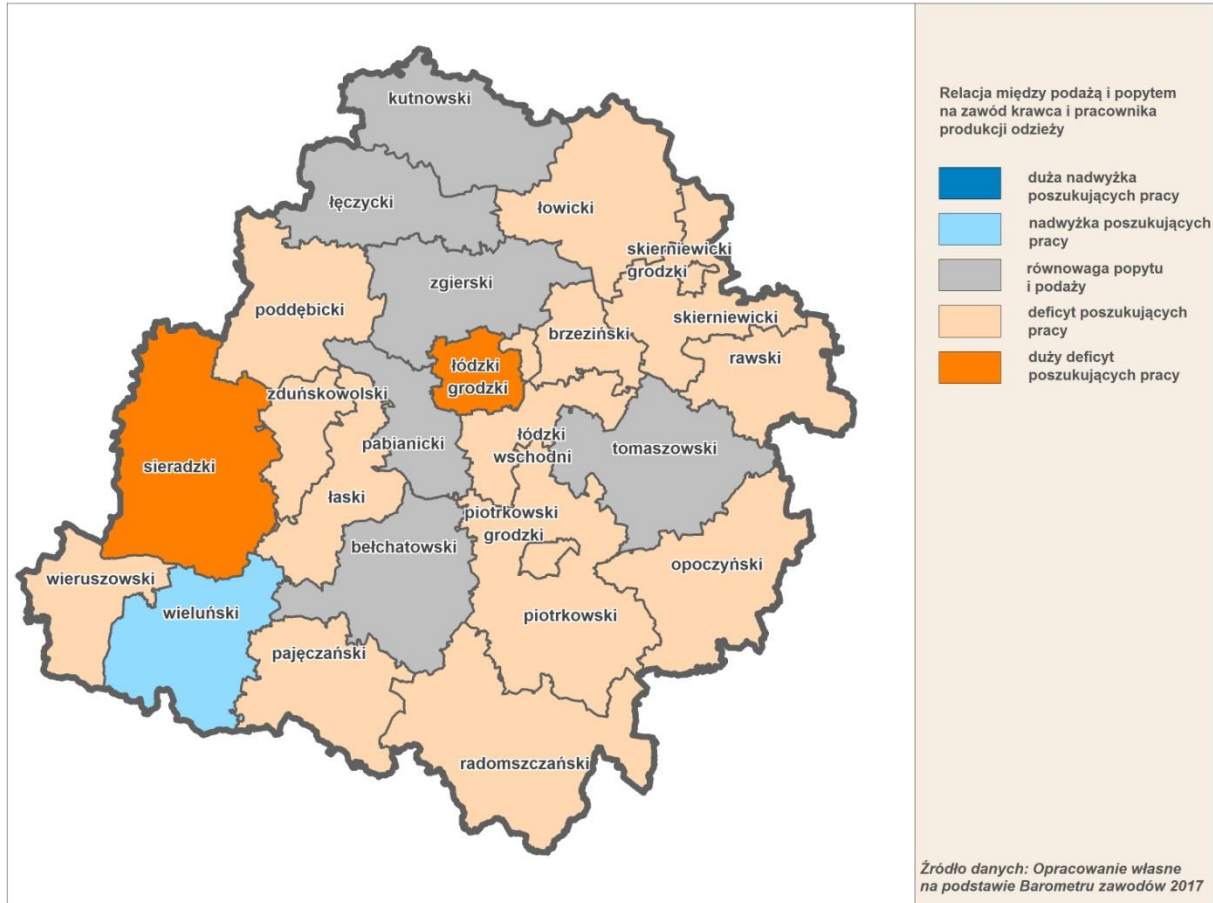 kutnowski
łęczycki
łowicki
skierniewicki
grodzki
zgierski
poddębicki
brzeziński
skierniewicki
rawski
łódzki
grodzki
zduńskowolski
pabianicki
łódzki
wschodni
tomaszowski
sieradzki
łaski
piotrkowski
grodzki
bełchatowski
opoczyński
wieruszowski
wieluński
piotrkowski
pajęczański
radomszczański
Relacja między podażą i popytem
na zawód krawca i pracownika
produkcji odzieży
duża nadwyżka
poszukujących pracy
nadwyżka poszukujących
pracy
równowaga popytu
i podaży
deficyt poszukujących
pracy
duży deficyt
poszukujących pracy
Źródło danych: Opracowanie własne
na podstawie Barometru zawodów 2017